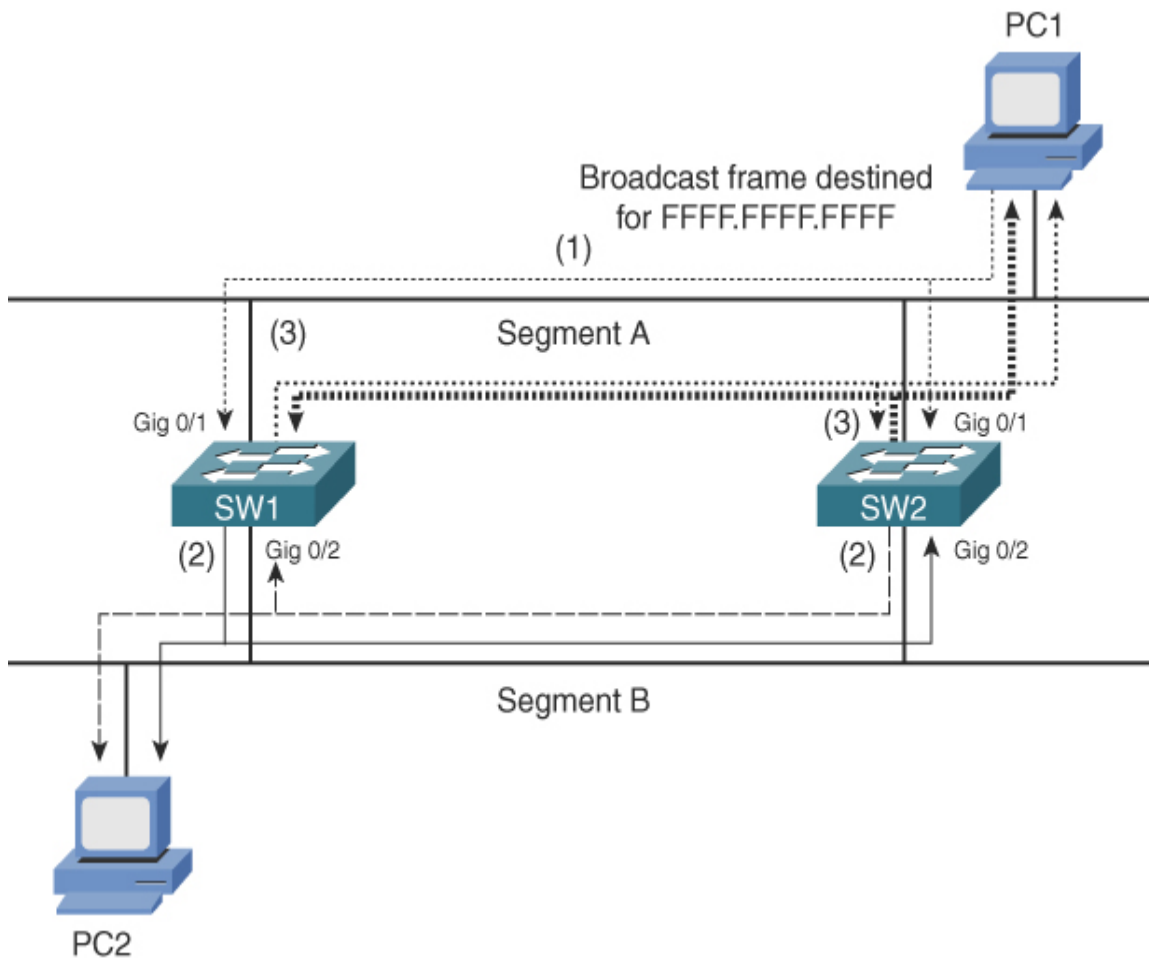 PC1
Broadcast frame destined
for FFFF.FFFF.FFFF
(1)
(3)
Segment A
Gig 0/1
(3)
Gig 0/1
SW1
SW2
(2)
Gig 0/2
(2)
Gig 0/2
Segment B
PC2